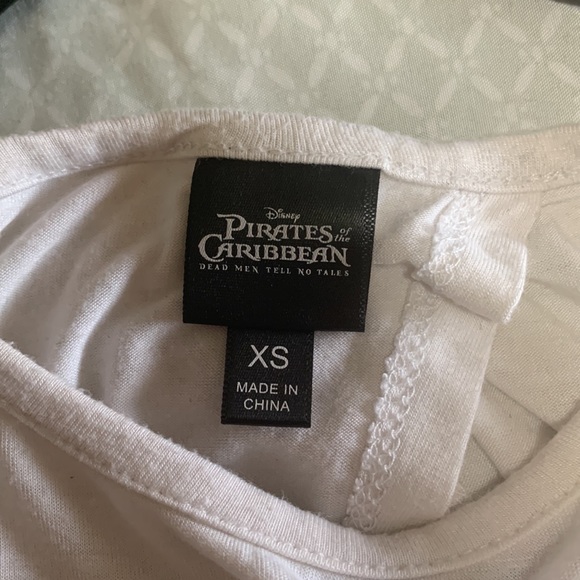 Disney
PIRATES of the
CARIBBEAN
DEAD MEN TELL NO TALES
XS
MADE IN
CHINA